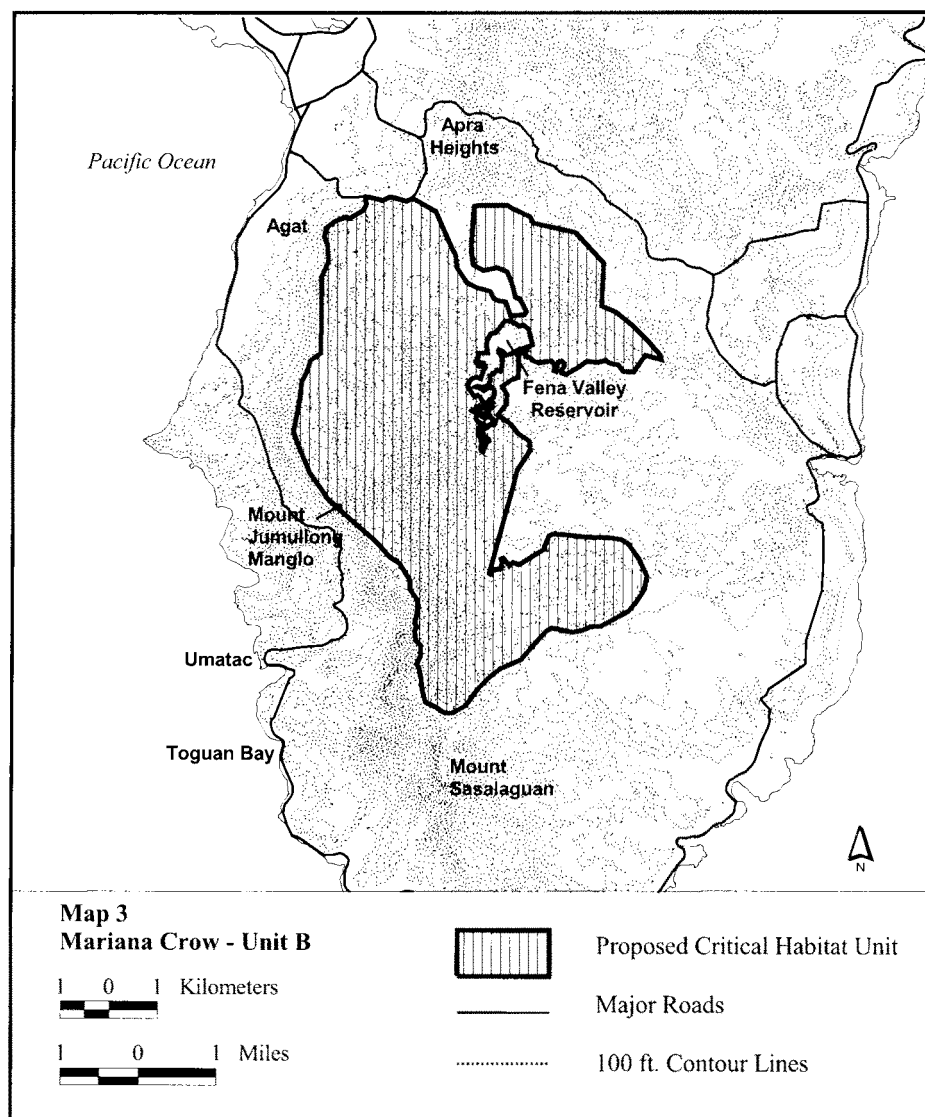 Apra
Heights
Pacific Ocean
Agat
Fena Valley
Reservoir
Mount
Jumullong
Manglo
Umatac
Toguan Bay
Mount
Sasalaguan
N
Map 3
Mariana Crow - Unit B
1 0 1 Kilometers
1 0 1 Miles
Proposed Critical Habitat Unit
Major Roads
100 ft. Contour Lines